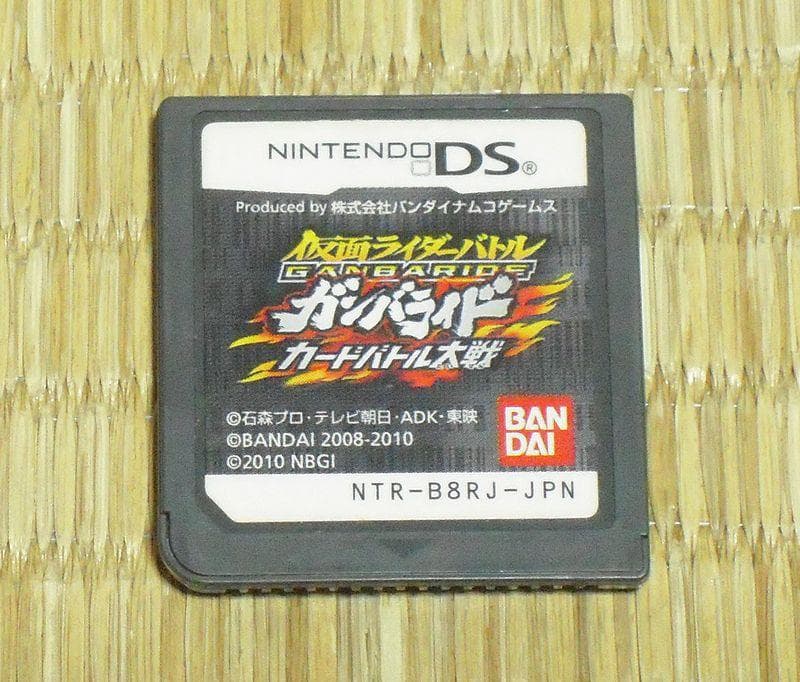 NINTENDO DS®
Produced by 株式会社バンダイナムコゲームス
仮面ライダーバトル
GANBARIDE
ガンバライド
カードバトル大戦
©石森プロ・テレビ朝日・ADK・東映
©BANDAI 2008-2010
©2010 NBGI
BAN
DAI
NTR-B8RJ-JPN